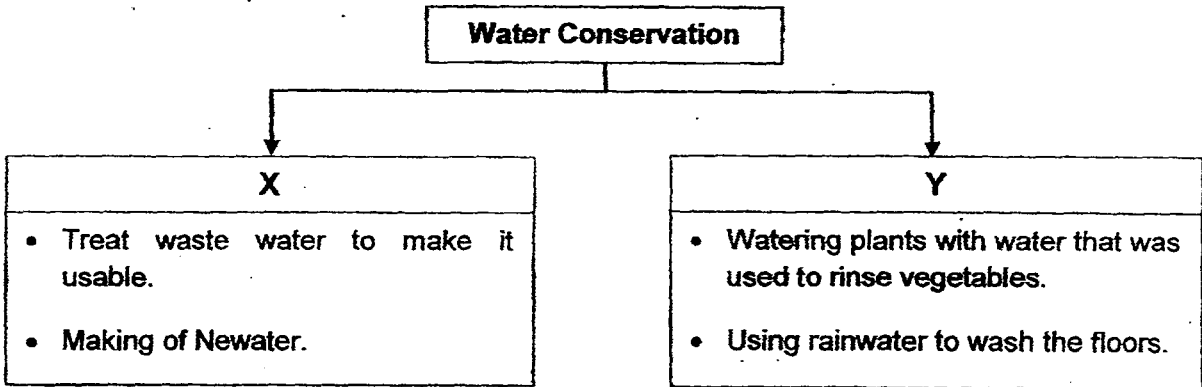 Water Conservation
X
• Treat waste water to make it
usable.
• Making of Newater.
Y
• Watering plants with water that was
used to rinse vegetables.
• Using rainwater to wash the floors.